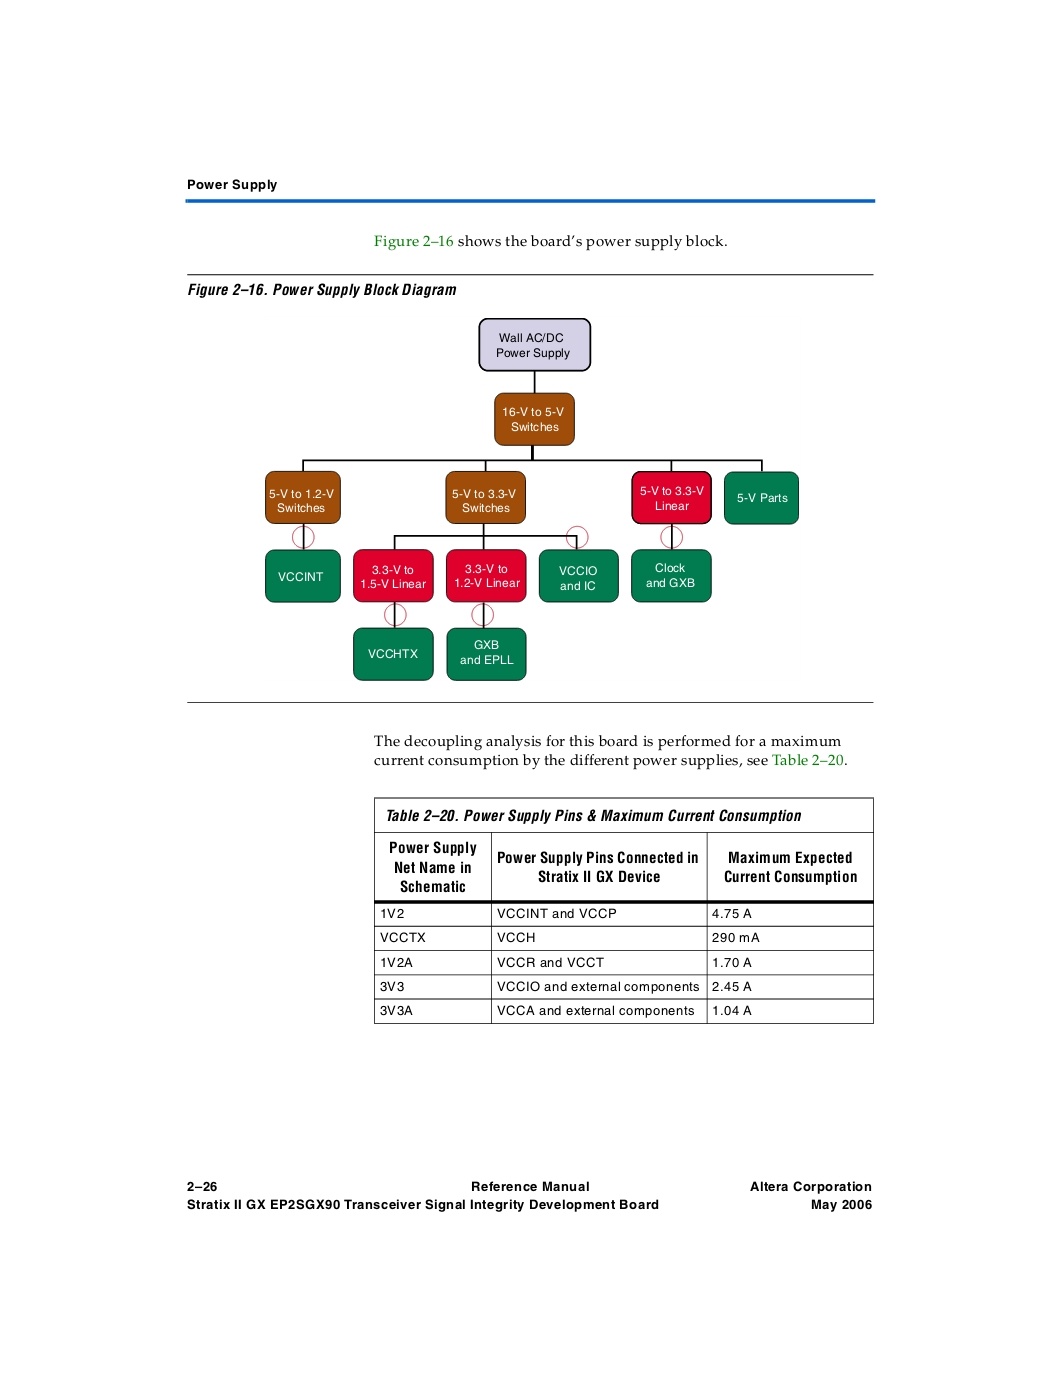 Power Supply
Figure 2–16 shows the board's power supply block.
Figure 2–16. Power Supply Block Diagram
Wall AC/DC
Power Supply
16-V to 5-V
Switches
5-V to 1.2-V
Switches
5-V to 3.3-V
Switches
5-V to 3.3-V
Linear
5-V Parts
VCCINT
3.3-V to
1.5-V Linear
3.3-V to
1.2-V Linear
VCCIO
and IC
Clock
and GXB
VCCHTX
GXB
and EPLL
The decoupling analysis for this board is performed for a maximum
current consumption by the different power supplies, see Table 2–20.
Table 2–20. Power Supply Pins & Maximum Current Consumption
Power Supply
Net Name in
Schematic
Power Supply Pins Connected in
Stratix II GX Device
Maximum Expected
Current Consumption
1V2 VCCINT and VCCP 4.75 A
VCCTX VCCH 290 mA
1V2A VCCR and VCCT 1.70 A
3V3 VCCIO and external components 2.45 A
3V3A VCCA and external components 1.04 A
2–26 Reference Manual Altera Corporation
Stratix II GX EP2SGX90 Transceiver Signal Integrity Development Board May 2006